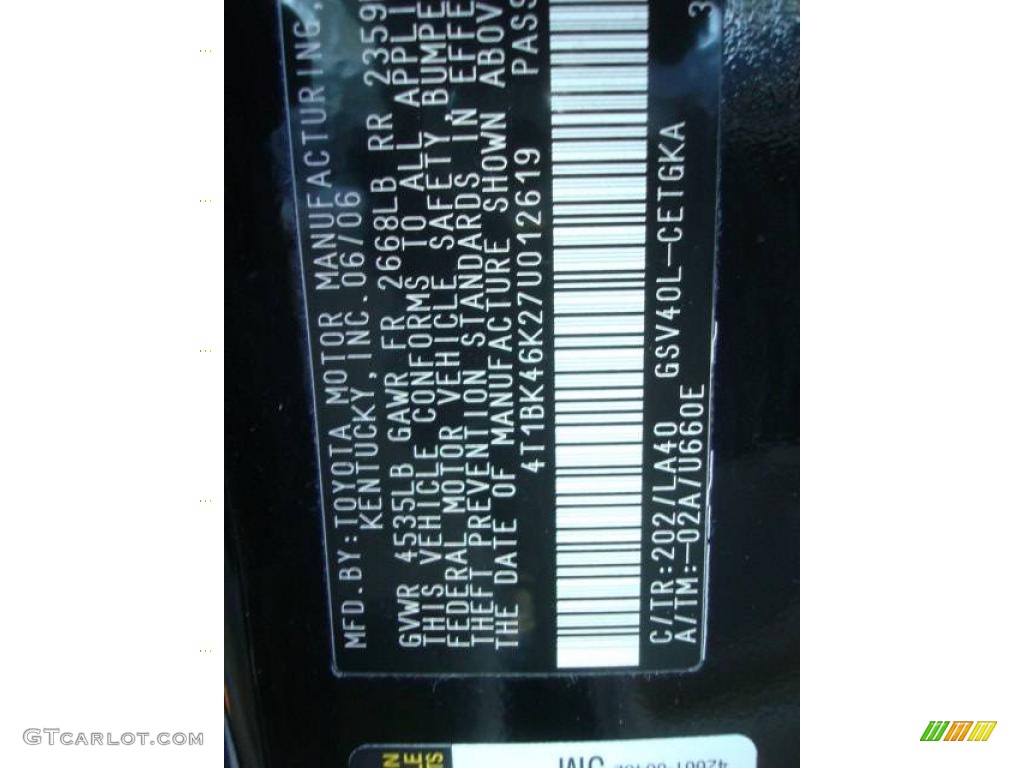 MFD.BY:TOYOTA MOTOR MANUFACTURING,
KENTUCKY,INC.06/06
GVWR 4535LB GAWR FR 2668LB RR 2359
THIS VEHICLE CONFORMS TO ALL APPLI
FEDERAL MOTOR VEHICLE SAFETY,BUMPE
THEFT PREVENTION STANDARDS IN EFFE
THE DATE OF MANUFACTURE SHOWN ABOV
4T1BK46K27U012619 PASS
C/TR:202/LA40 GSV40L-CETGKA
A/TM:-02A/U660E
3
GTCarLot.com